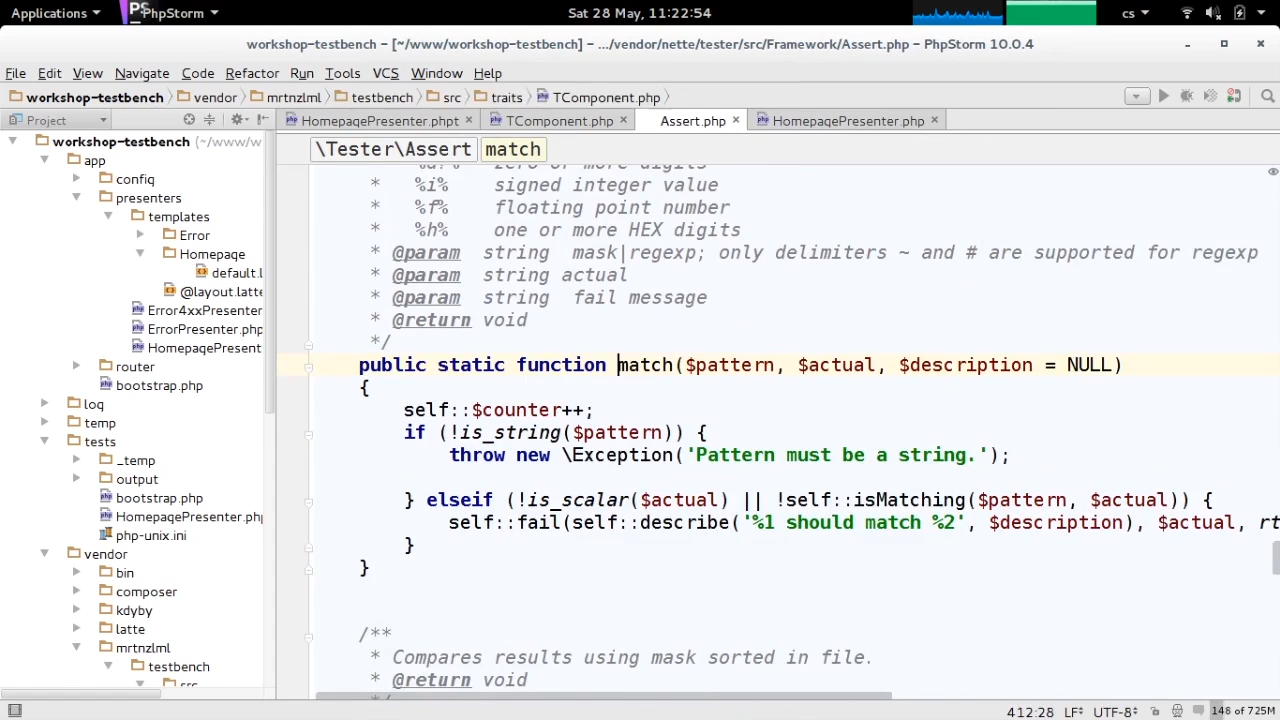 Applications PhpStorm Sat 28 May, 11:22:54 cs
workshop-testbench – [~/www/workshop-testbench] – .../vendor/nette/tester/src/Framework/Assert.php – PhpStorm 10.0.4
File Edit View Navigate Code Refactor Run Tools VCS Window Help
workshop-testbench vendor mrtnzlml testbench src traits TComponent.php
Project HomepagePresenter.phpt TComponent.php Assert.php HomepagePresenter.php
\Tester\Assert match
workshop-testbench (~/www/w
app
config
presenters
templates
Error
Homepage
default.l
@layout.latte
Error4xxPresenter
ErrorPresenter.php
HomepagePresent
router
bootstrap.php
log
temp
tests
_temp
output
bootstrap.php
HomepagePresenter.php
php-unix.ini
vendor
bin
composer
kdyby
latte
mrtnzlml
testbench
src
zero or more digits
* %i% signed integer value
* %f% floating point number
* %h% one or more HEX digits
* @param string mask|regexp; only delimiters ~ and # are supported for regexp
* @param string actual
* @param string fail message
* @return void
*/
public static function match($pattern, $actual, $description = NULL)
{
self::$counter++;
if (!is_string($pattern)) {
throw new \Exception('Pattern must be a string.');
} elseif (!is_scalar($actual) || !self::isMatching($pattern, $actual)) {
self::fail(self::describe('%1 should match %2', $description), $actual, rt
}
}
/**
* Compares results using mask sorted in file.
* @return void
412:28 LF UTF-8 148 of 725M